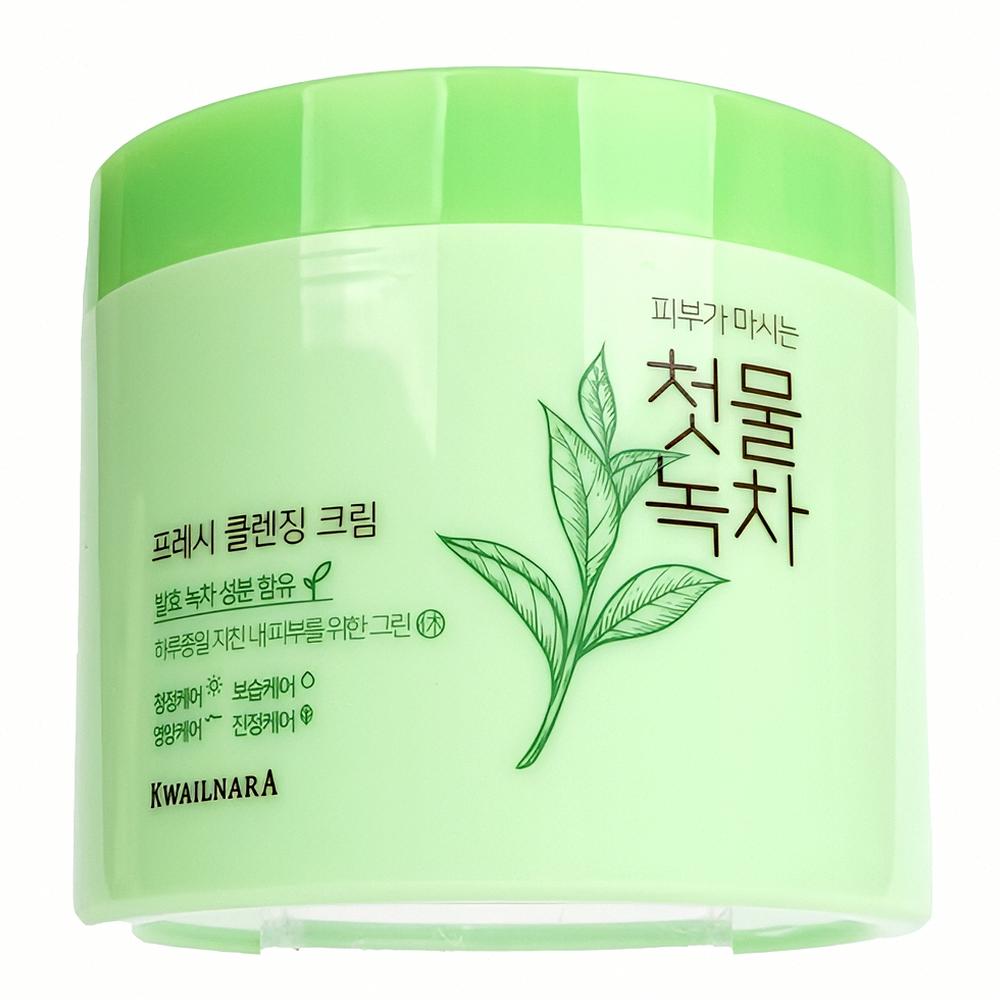 피부가 마시는
첫물
녹차
프레시 클렌징 크림
발효 녹차 성분 함유
하루종일 지친 내 피부를 위한 그린 休
청정케어 보습케어
영양케어 진정케어
KWAILNARA